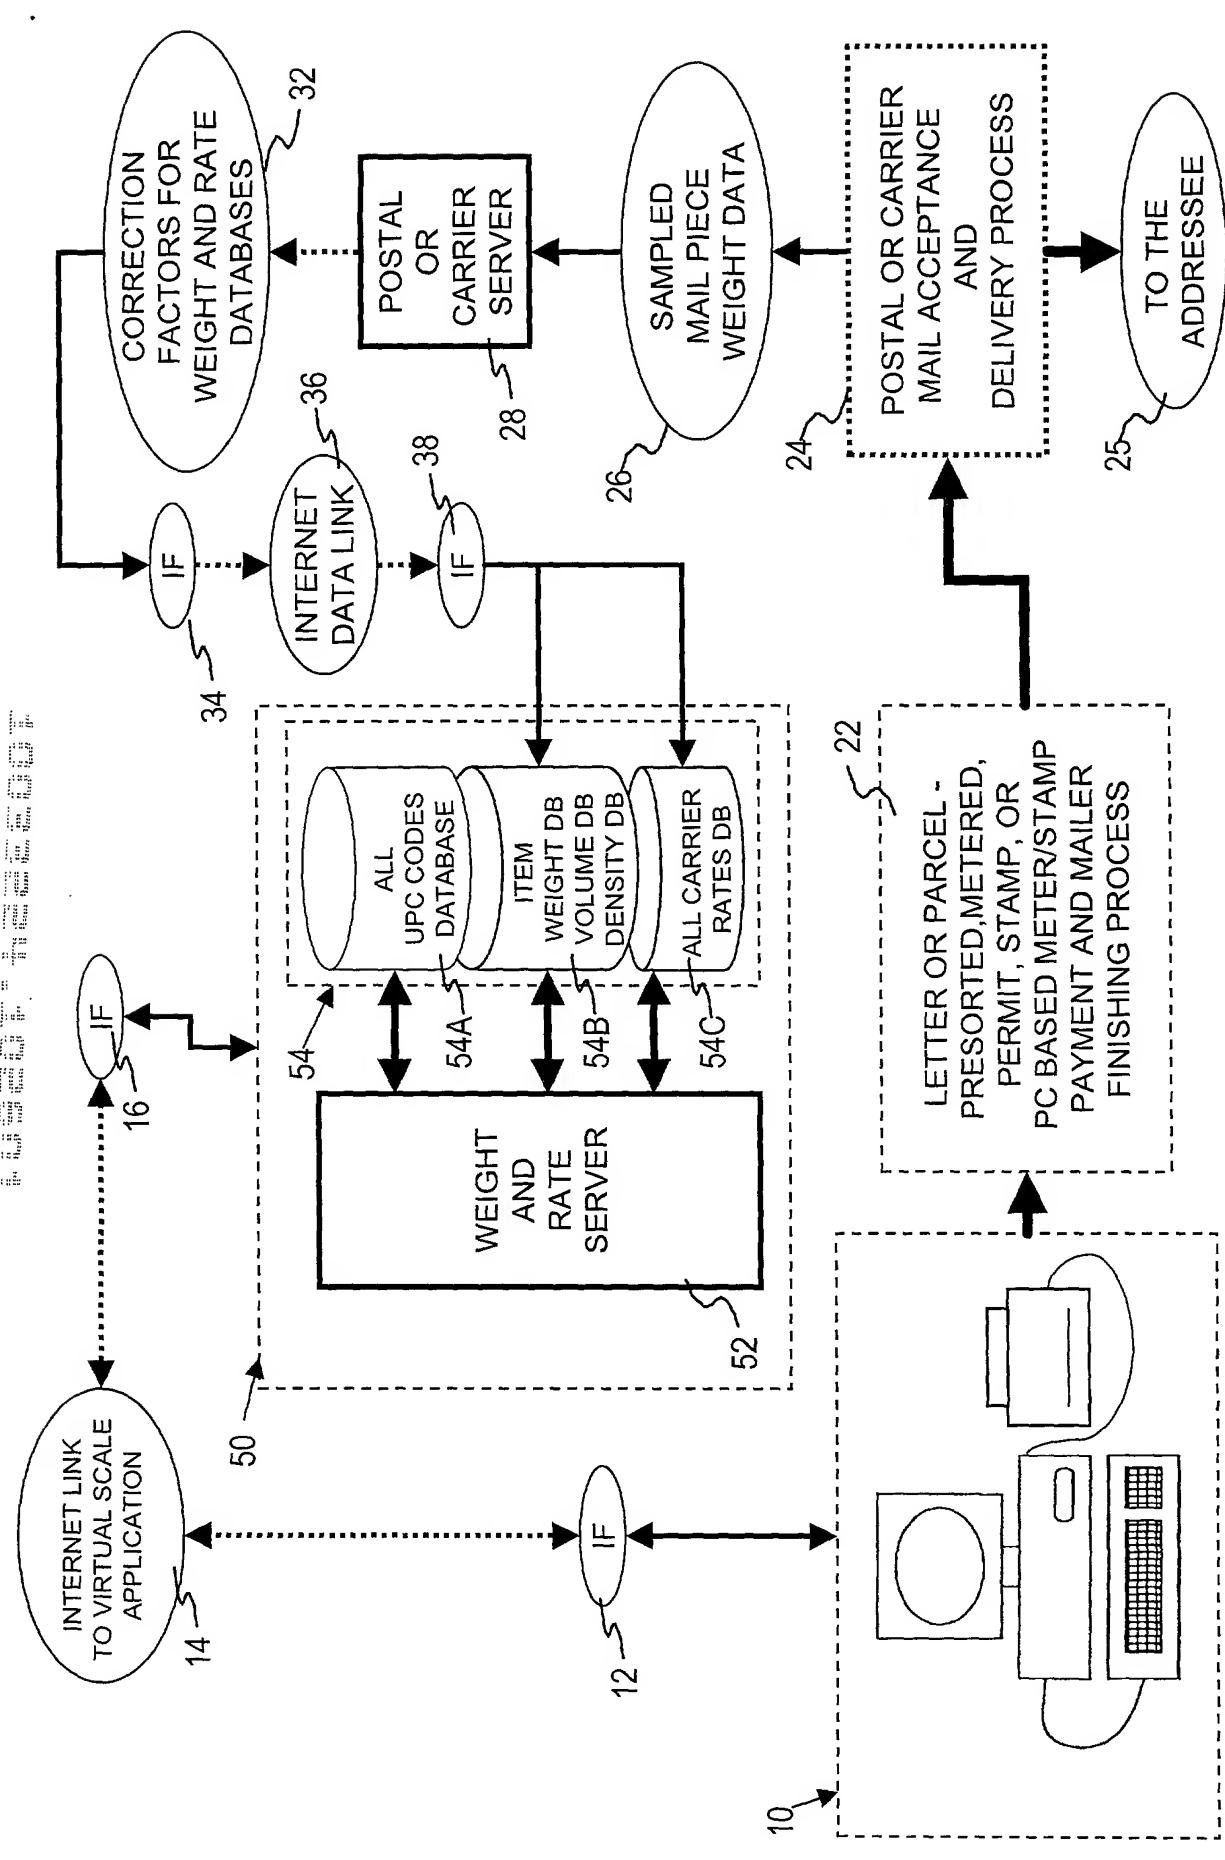 INTERNET LINK
TO VIRTUAL SCALE
APPLICATION
14
IF
16
IF
12
10
50
WEIGHT
AND
RATE
SERVER
52
54
ALL
UPC CODES
DATABASE
54A
ITEM
WEIGHT DB
VOLUME DB
DENSITY DB
54B
ALL CARRIER
RATES DB
54C
CORRECTION
FACTORS FOR
WEIGHT AND RATE
DATABASES
32
IF
34
INTERNET
DATA LINK
36
IF
38
POSTAL
OR
CARRIER
SERVER
28
SAMPLED
MAIL PIECE
WEIGHT DATA
26
POSTAL OR CARRIER
MAIL ACCEPTANCE
AND
DELIVERY PROCESS
24
TO THE
ADDRESSEE
25
LETTER OR PARCEL -
PRESORTED,METERED,
PERMIT, STAMP, OR
PC BASED METER/STAMP
PAYMENT AND MAILER
FINISHING PROCESS
22